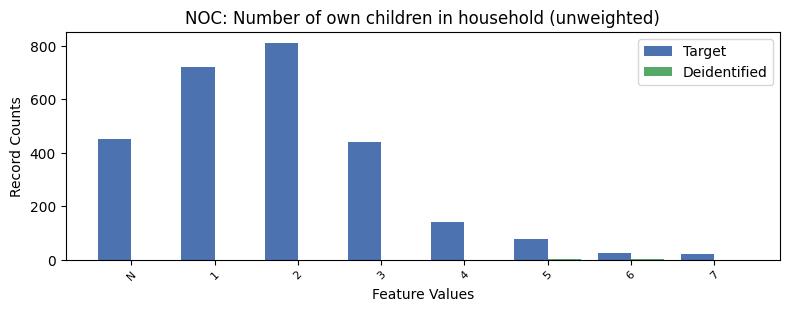 NOC: Number of own children in household (unweighted)
Target
Deidentified
Record Counts
800
600
400
200
0
N 1 2 3 4 5 6 7
Feature Values